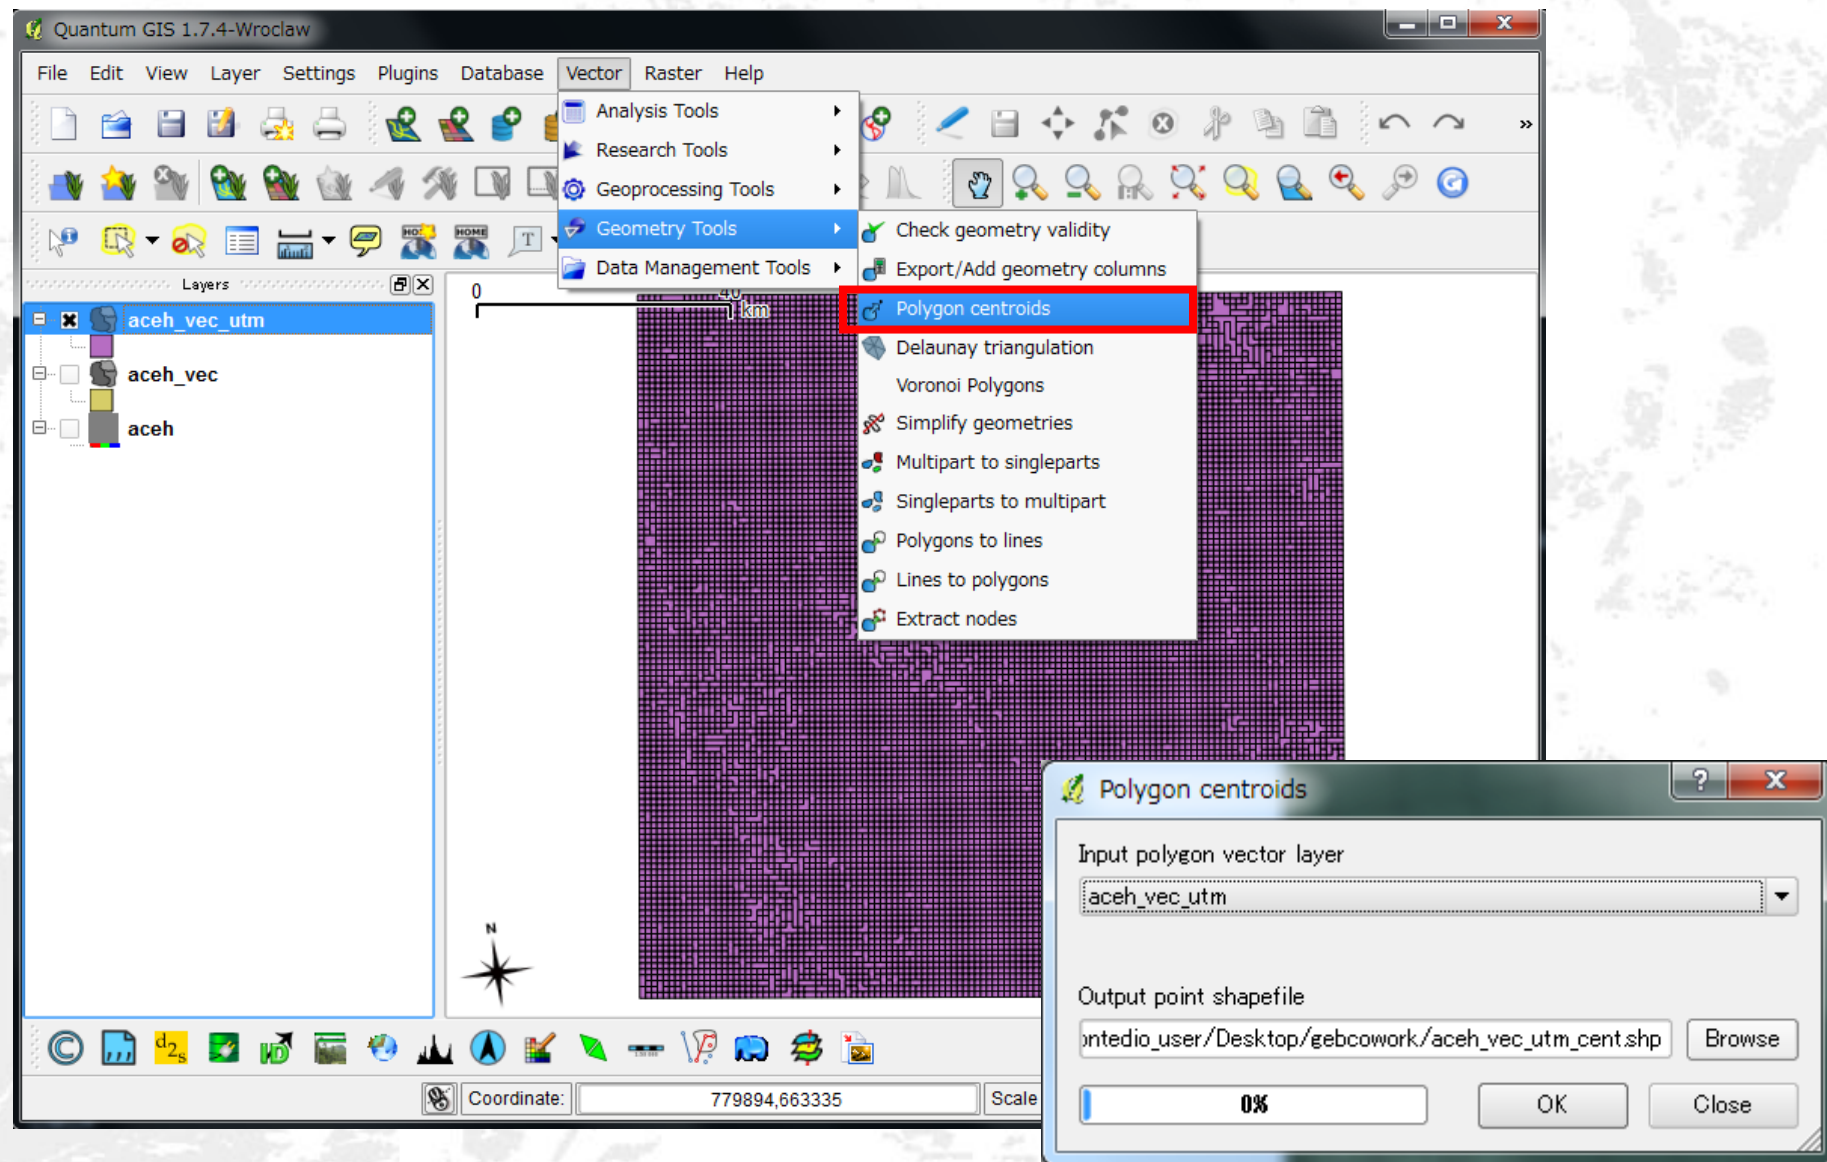 Quantum GIS 1.7.4-Wroclaw
File Edit View Layer Settings Plugins Database Vector Raster Help
Analysis Tools
Research Tools
Geoprocessing Tools
Geometry Tools
Data Management Tools
Check geometry validity
Export/Add geometry columns
Polygon centroids
Delaunay triangulation
Voronoi Polygons
Simplify geometries
Multipart to singleparts
Singleparts to multipart
Polygons to lines
Lines to polygons
Extract nodes
HOME
T
Layers
aceh_vec_utm
aceh_vec
aceh
0 40
km
N
Coordinate: 779894,663335 Scale
Polygon centroids
Input polygon vector layer
aceh_vec_utm
Output point shapefile
ontedio_user/Desktop/gebcowork/aceh_vec_utm_cent.shp Browse
0% OK Close